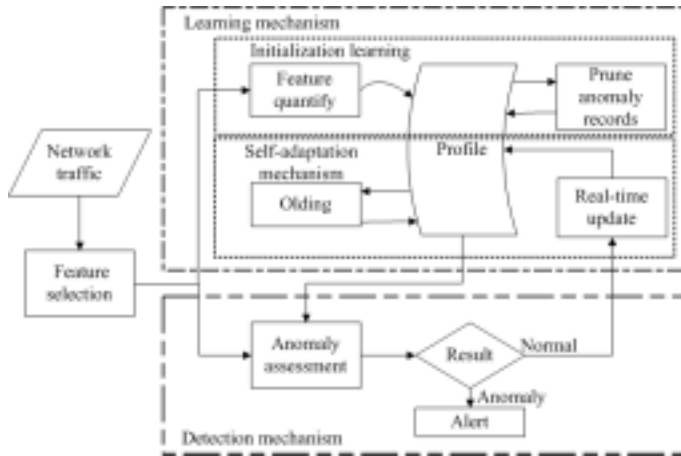 Learning mechanism
Initialization learning
Feature
quantify
Prune
anomaly
records
Network
traffic
Self-adaptation
mechanism
Profile
Olding
Real-time
update
Feature
selection
Anomaly
assessment
Result
Normal
Anomaly
Alert
Detection mechanism